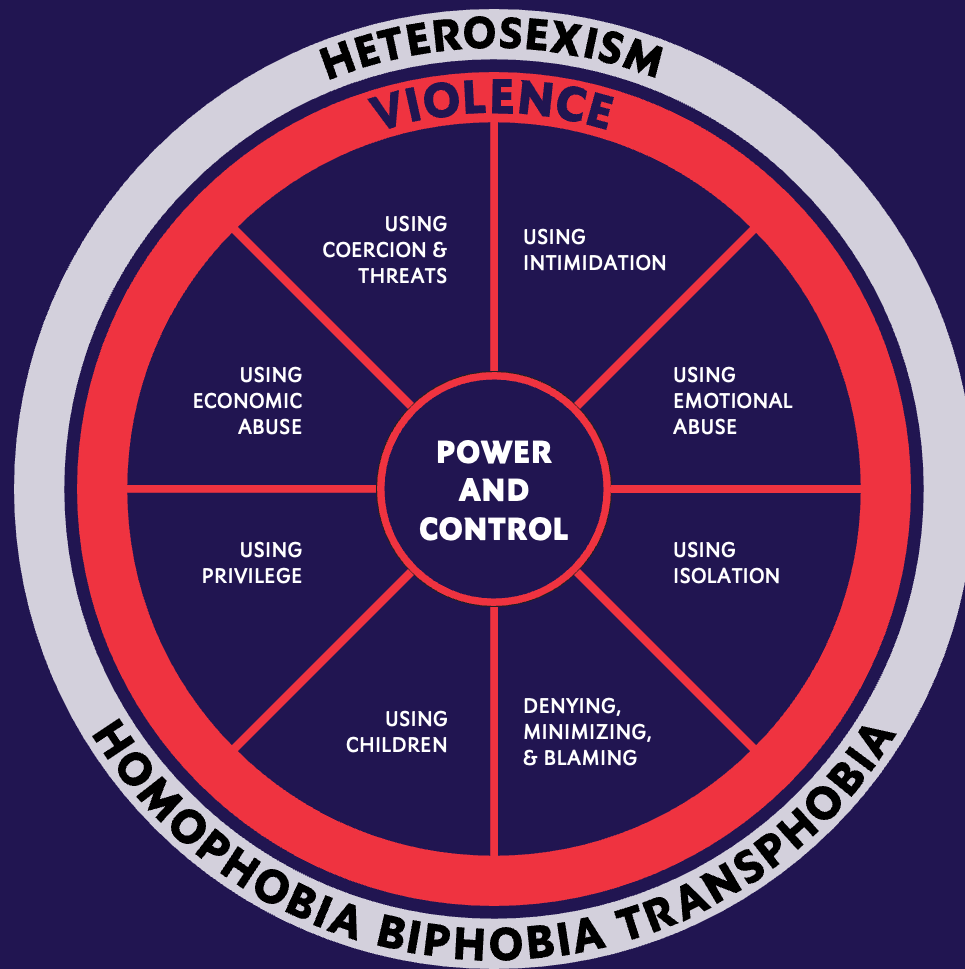 HETEROSEXISM
VIOLENCE
USING
COERCION &
THREATS
USING
INTIMIDATION
USING
ECONOMIC
ABUSE
USING
EMOTIONAL
ABUSE
POWER
AND
CONTROL
USING
PRIVILEGE
USING
ISOLATION
USING
CHILDREN
DENYING,
MINIMIZING,
& BLAMING
HOMOPHOBIA BIPHOBIA TRANSPHOBIA